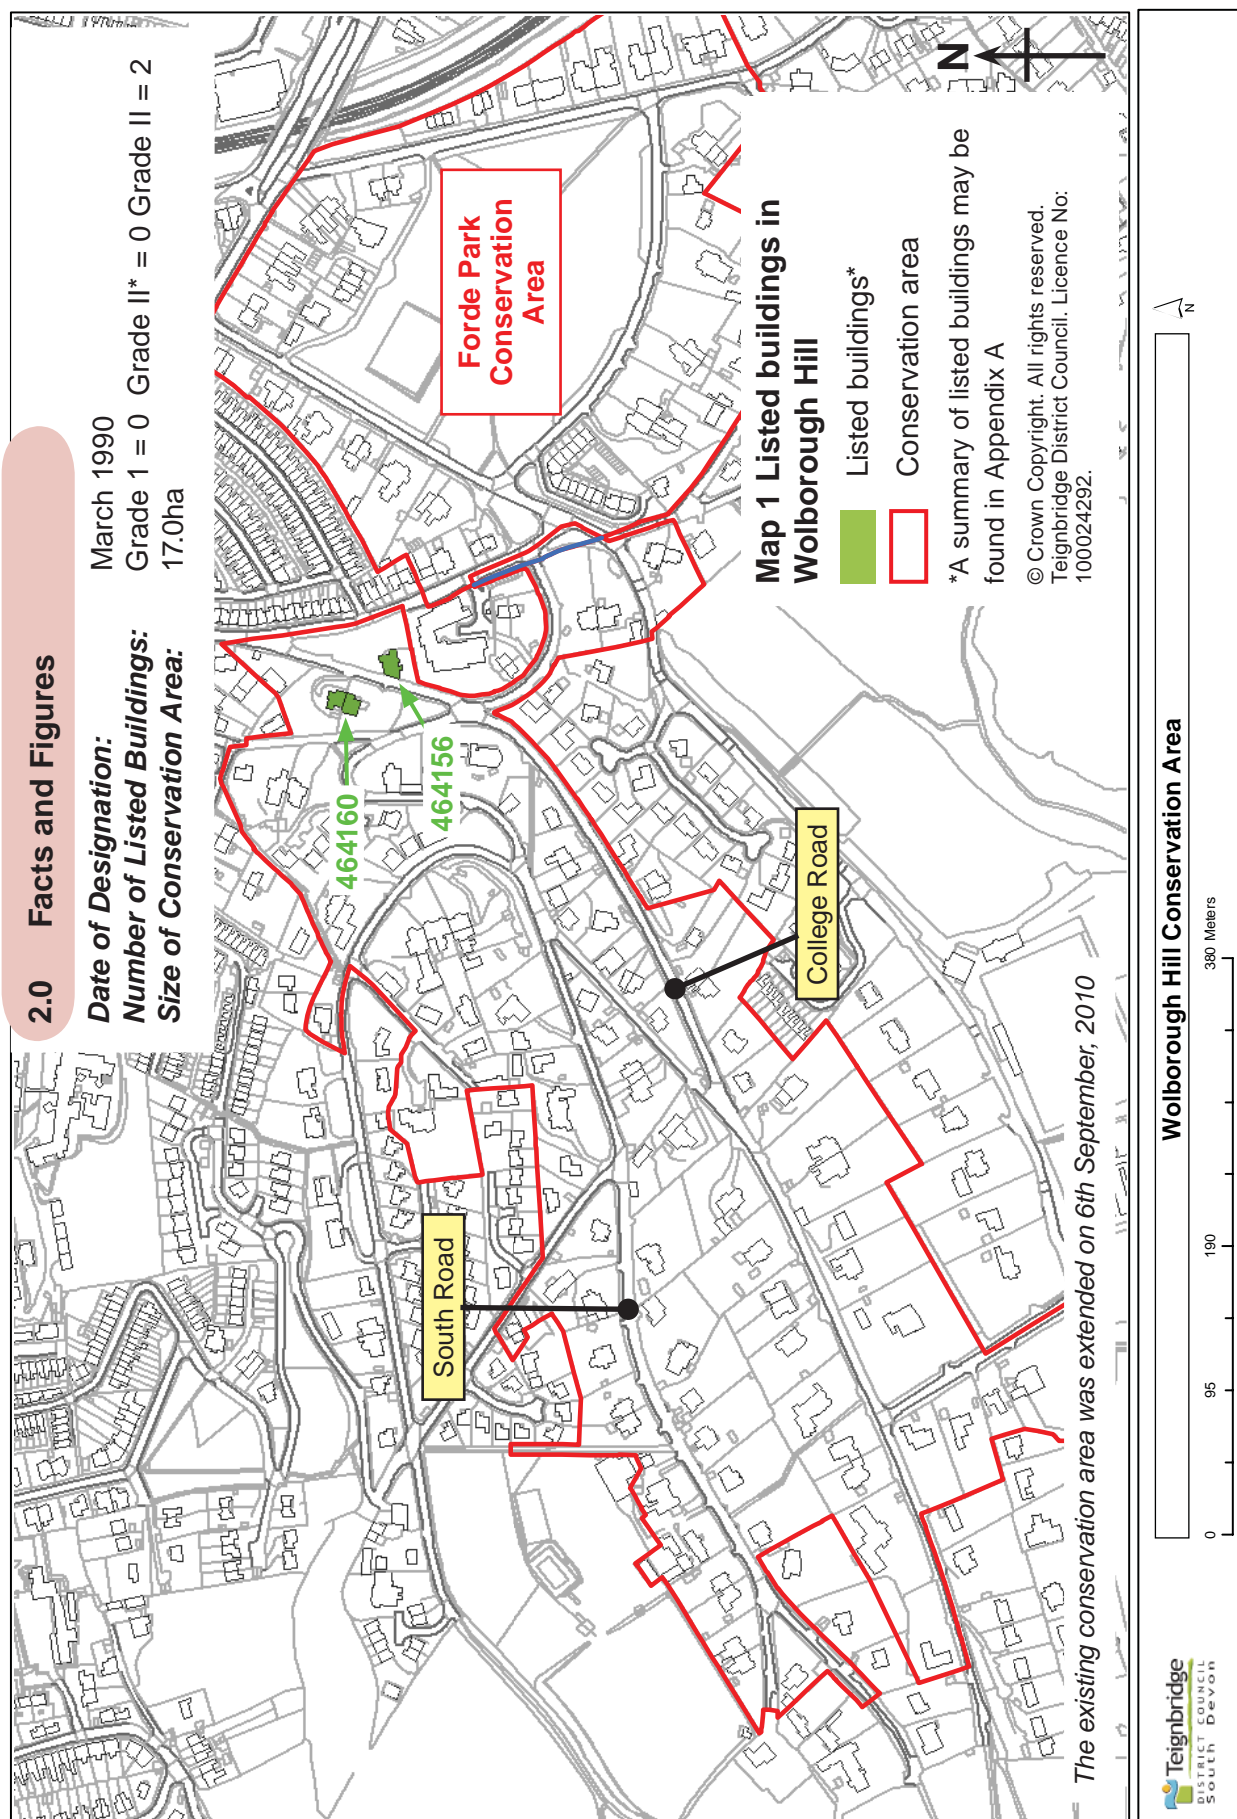 2.0 Facts and Figures
Date of Designation: March 1990
Number of Listed Buildings: Grade 1 = 0 Grade II* = 0 Grade II = 2
Size of Conservation Area: 17.0ha
464160
464156
Forde Park
Conservation
Area
South Road
College Road
Map 1 Listed buildings in
Wolborough Hill
Listed buildings*
Conservation area
*A summary of listed buildings may be
found in Appendix A
© Crown Copyright. All rights reserved.
Teignbridge District Council. Licence No:
100024292.
N
The existing conservation area was extended on 6th September, 2010
Teignbridge
DISTRICT COUNCIL
South Devon
Wolborough Hill Conservation Area
0 95 190 380 Meters
N